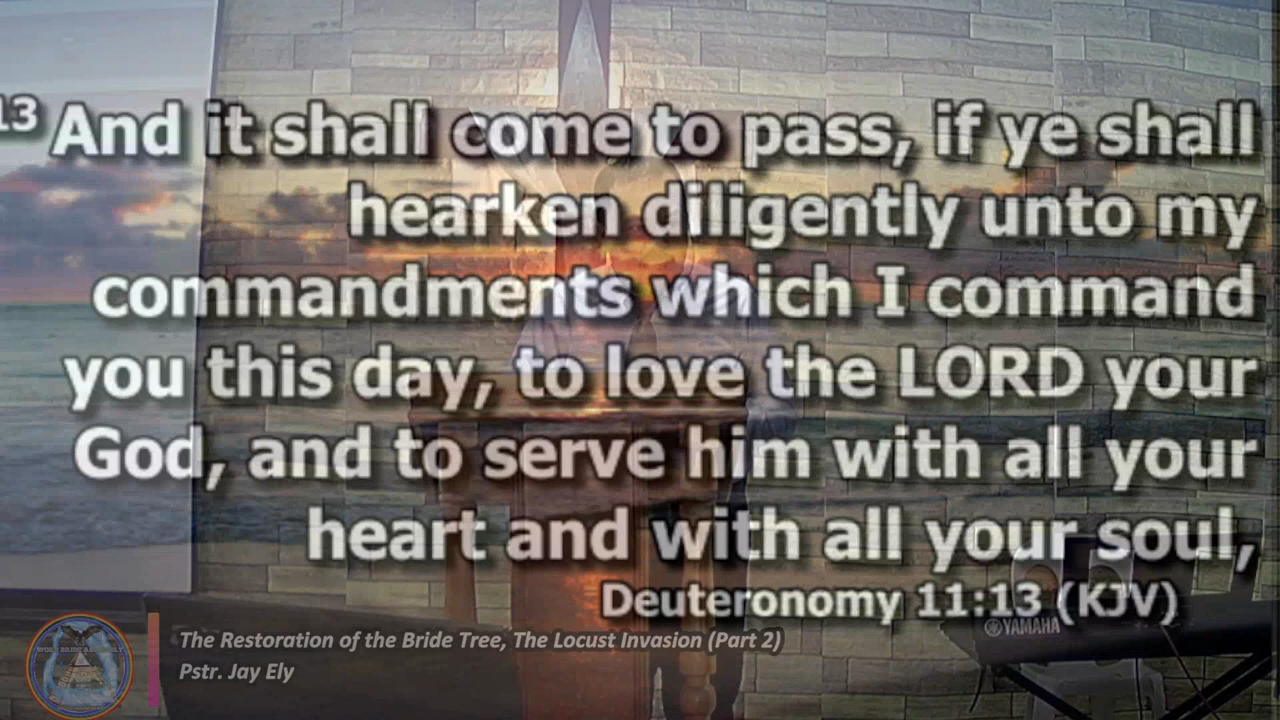 13 And it shall come to pass, if ye shall
hearken diligently unto my
commandments which I command
you this day, to love the LORD your
God, and to serve him with all your
heart and with all your soul,
Deuteronomy 11:13 (KJV)
YAMAHA
The Restoration of the Bride Tree, The Locust Invasion (Part 2)
Pstr. Jay Ely